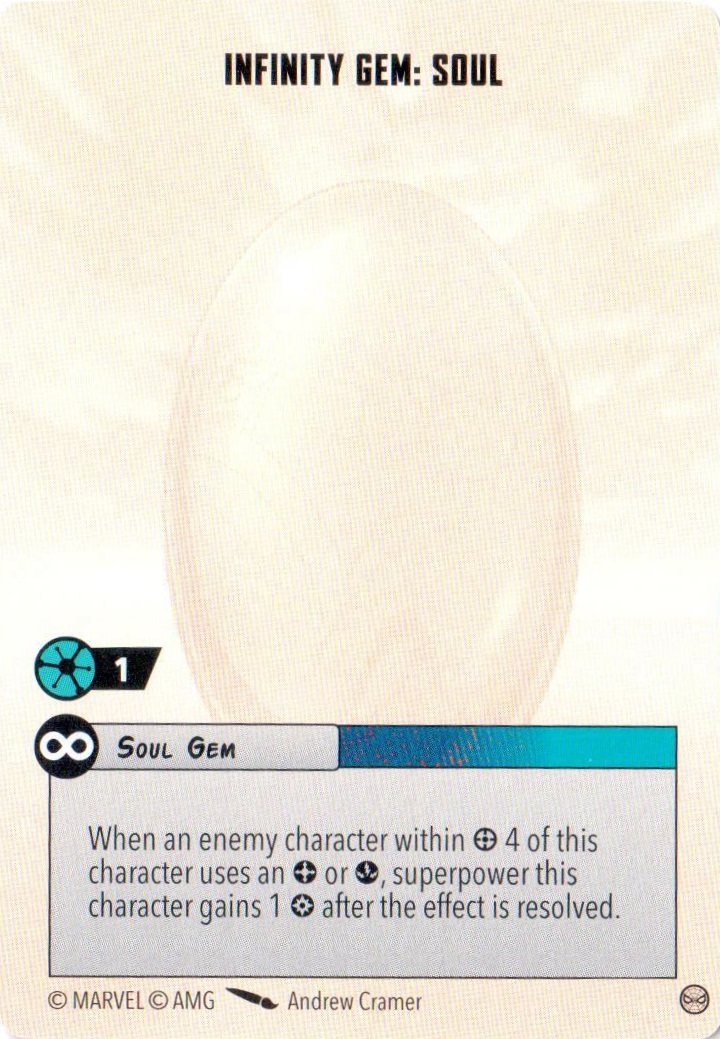 INFINITY GEM: SOUL
1
SOUL GEM
When an enemy character within 4 of this
character uses an or , superpower this
character gains 1 after the effect is resolved.
© MARVEL © AMG Andrew Cramer